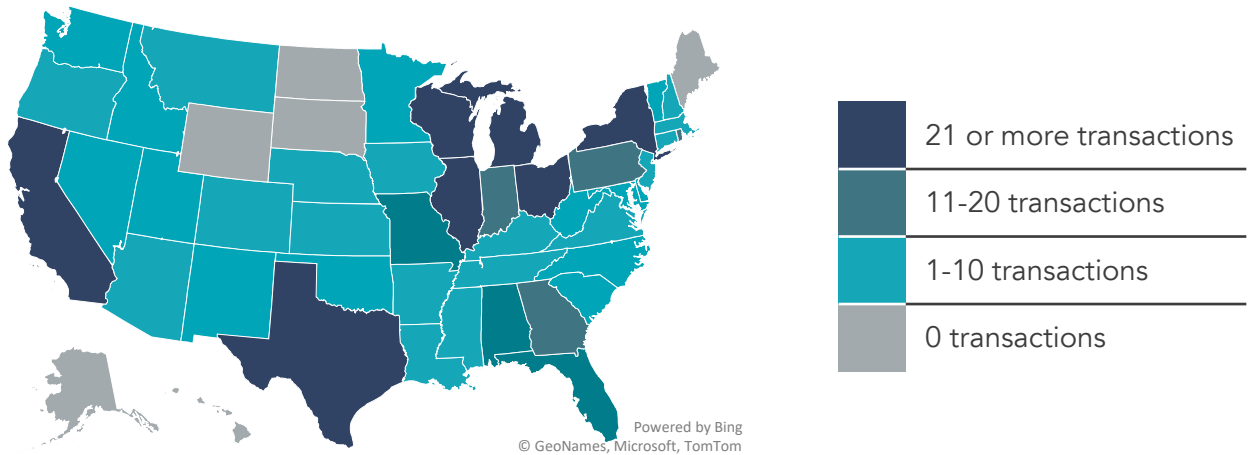 21 or more transactions
11-20 transactions
1-10 transactions
0 transactions
Powered by Bing
© GeoNames, Microsoft, TomTom